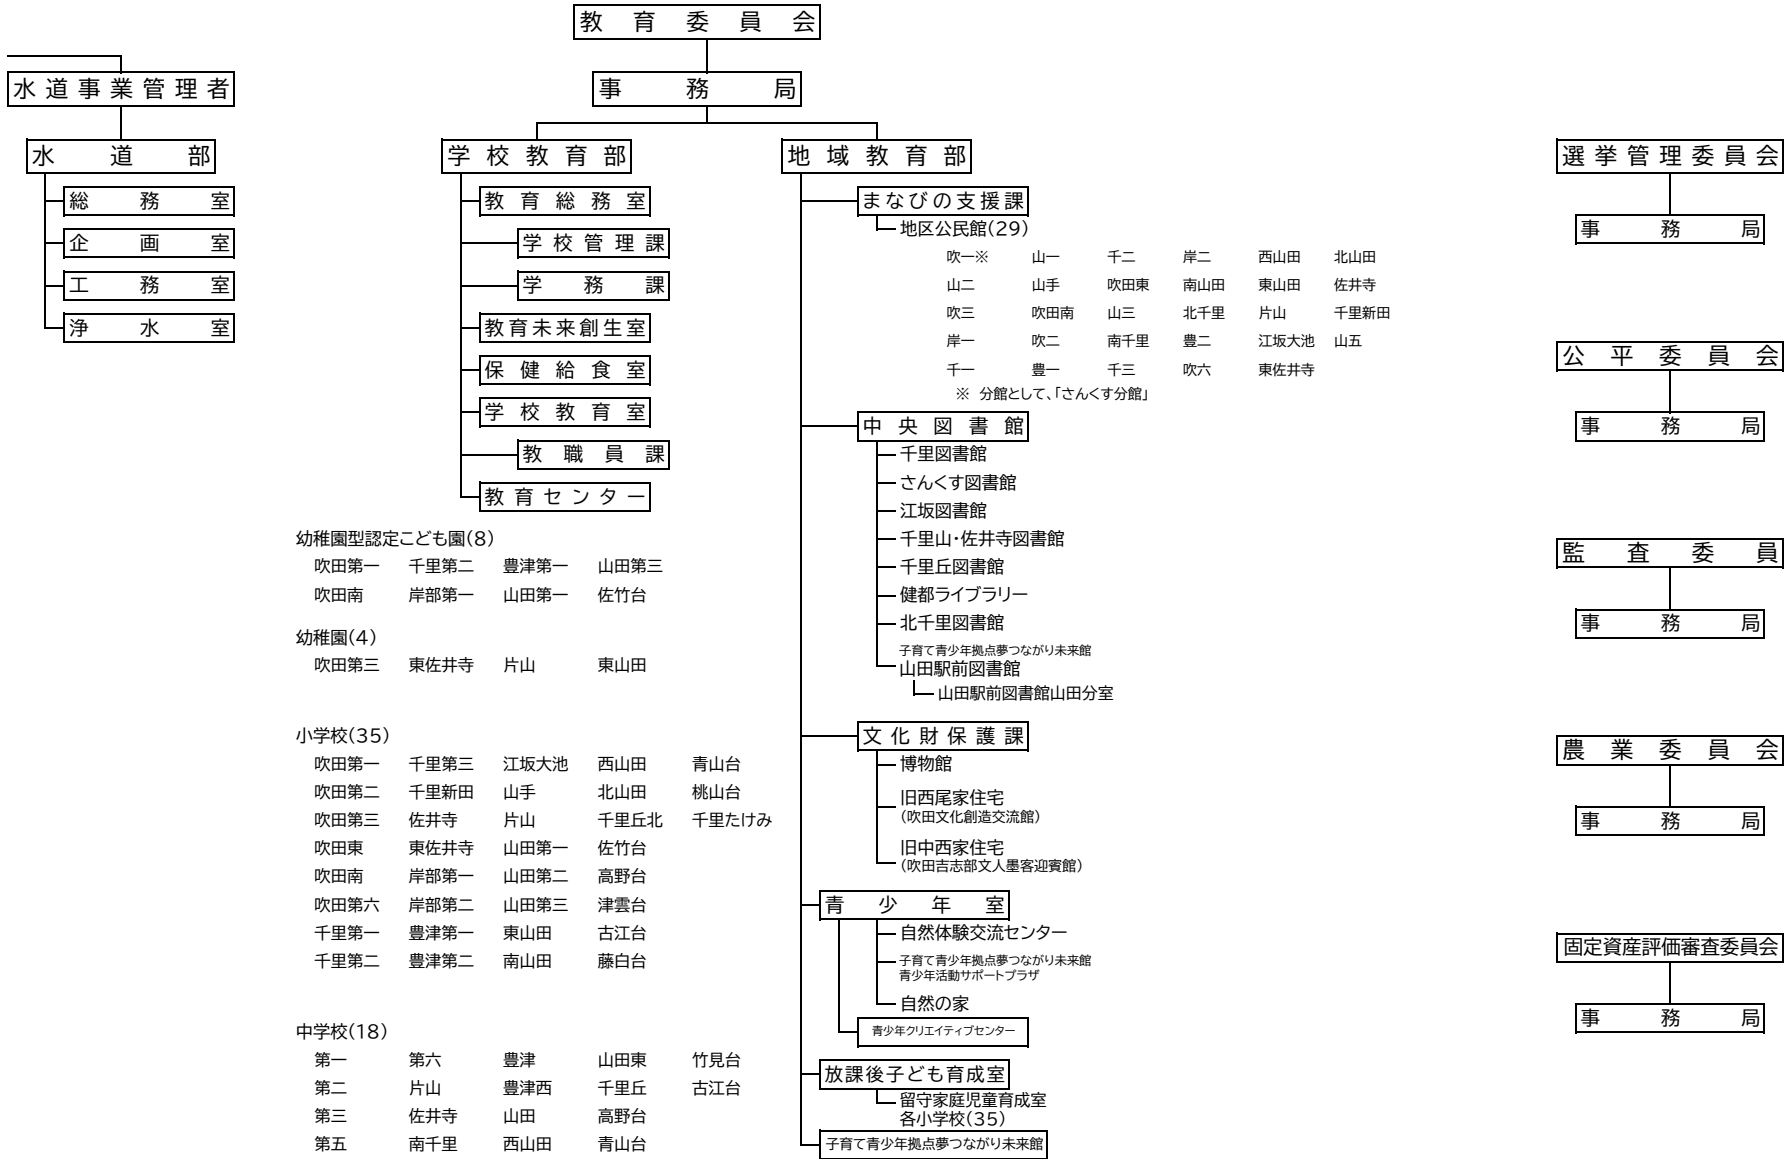 教育委員会
事務局
水道事業管理者
水道部
総務室
企画室
工務室
浄水室
学校教育部
教育総務室
学校管理課
学務課
教育未来創生室
保健給食室
学校教育室
教職員課
教育センター
幼稚園型認定こども園(8)
吹田第一 千里第二 豊津第一 山田第三
吹田南 岸部第一 山田第一 佐竹台
幼稚園(4)
吹田第三 東佐井寺 片山 東山田
小学校(35)
吹田第一 千里第三 江坂大池 西山田 青山台
吹田第二 千里新田 山手 北山田 桃山台
吹田第三 佐井寺 片山 千里丘北 千里たけみ
吹田東 東佐井寺 山田第一 佐竹台
吹田南 岸部第一 山田第二 高野台
吹田第六 岸部第二 山田第三 津雲台
千里第一 豊津第一 東山田 古江台
千里第二 豊津第二 南山田 藤白台
中学校(18)
第一 第六 豊津 山田東 竹見台
第二 片山 豊津西 千里丘 古江台
第三 佐井寺 山田 高野台
第五 南千里 西山田 青山台
地域教育部
まなびの支援課
地区公民館(29)
吹一※ 山一 千二 岸二 西山田 北山田
山二 山手 吹田東 南山田 東山田 佐井寺
吹三 吹田南 山三 北千里 片山 千里新田
岸一 吹二 南千里 豊二 江坂大池 山五
千一 豊一 千三 吹六 東佐井寺
※ 分館として、「さんくす分館」
中央図書館
千里図書館
さんくす図書館
江坂図書館
千里山・佐井寺図書館
千里丘図書館
健都ライブラリー
北千里図書館
子育て青少年拠点夢つながり未来館
山田駅前図書館
山田駅前図書館山田分室
文化財保護課
博物館
旧西尾家住宅
(吹田文化創造交流館)
旧中西家住宅
(吹田吉志部文人墨客迎賓館)
青少年室
自然体験交流センター
子育て青少年拠点夢つながり未来館
青少年活動サポートプラザ
自然の家
青少年クリエイティブセンター
放課後子ども育成室
留守家庭児童育成室
各小学校(35)
子育て青少年拠点夢つながり未来館
選挙管理委員会
事務局
公平委員会
事務局
監査委員
事務局
農業委員会
事務局
固定資産評価審査委員会
事務局